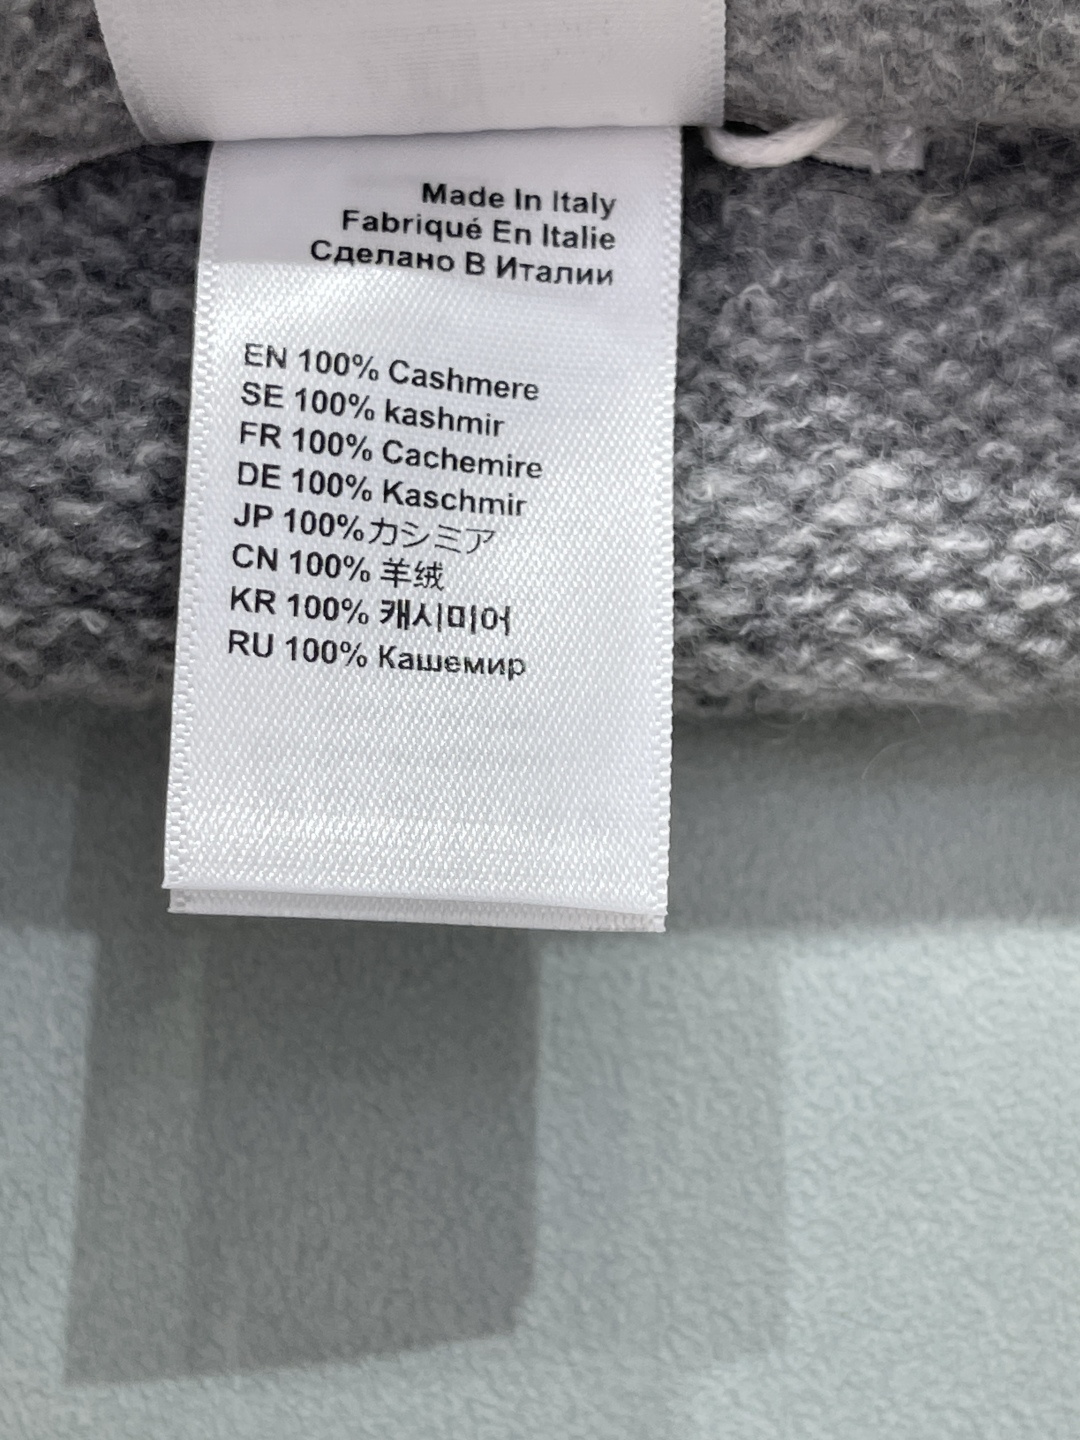 Made In Italy
Fabriqué En Italie
Сделано В Италии
EN 100% Cashmere
SE 100% kashmir
FR 100% Cachemire
DE 100% Kaschmir
JP 100%カシミア
CN 100% 羊绒
KR 100% 캐시미어
RU 100% Кашемир